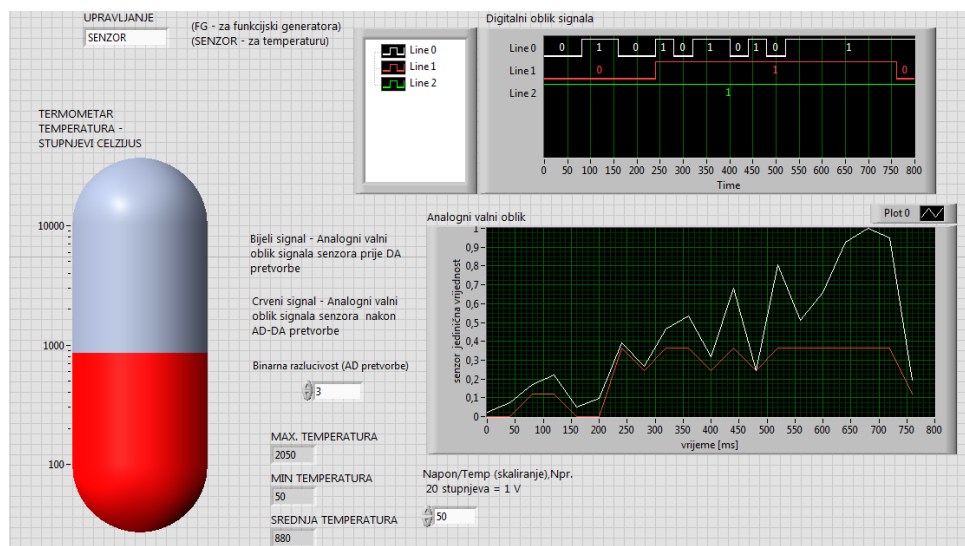 UPRAVLJANJE
SENZOR
(FG - za funkcijski generatora)
(SENZOR - za temperaturu)
Line 0
Line 1
Line 2
Digitalni oblik signala
Line 0
0 1 0 1 0 1 0 1 0 1
Line 1
0 1 0
Line 2
1
0 50 100 150 200 250 300 350 400 450 500 550 600 650 700 750 800
Time
TERMOMETAR
TEMPERATURA -
STUPNJEVI CELZIJUS
10000
1000
100
Bijeli signal - Analogni valni
oblik signala senzora prije DA
pretvorbe
Crveni signal - Analogni valni
oblik signala senzora nakon
AD-DA pretvorbe
Binarna razlucivost (AD pretvorbe)
3
MAX. TEMPERATURA
2050
MIN TEMPERATURA
50
SREDNJA TEMPERATURA
880
Analogni valni oblik
Plot 0
senzor jedinična vrijednost
1
0,9
0,8
0,7
0,6
0,5
0,4
0,3
0,2
0,1
0
0 50 100 150 200 250 300 350 400 450 500 550 600 650 700 750 800
vrijeme [ms]
Napon/Temp (skaliranje),Npr.
20 stupnjeva = 1 V
50